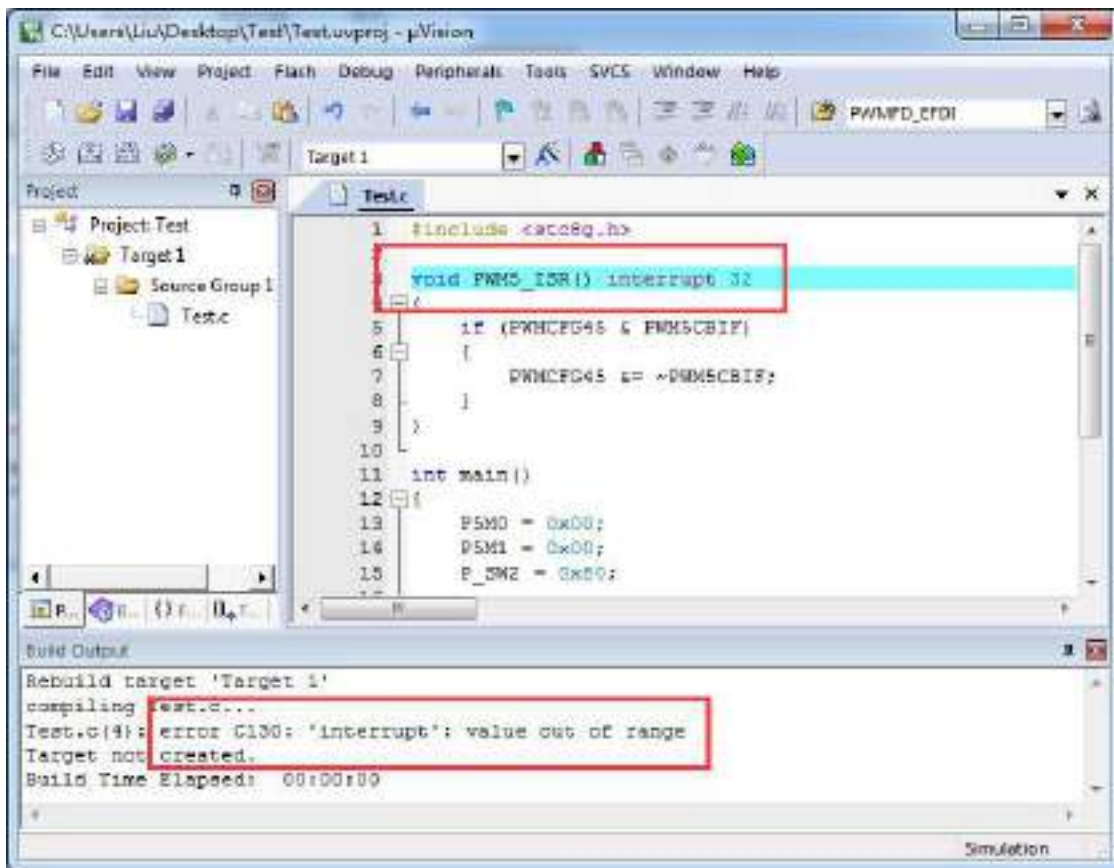 C:\Users\Liu\Desktop\Test\Test.uvproj - µVision
File Edit View Project Flash Debug Peripherals Tools SVCS Window Help
PWMFD_EFDI
Target 1
Project
Test.c
Project: Test
Target 1
Source Group 1
Test.c
1 #include <stc8g.h>
2
3 void PWM5_ISR() interrupt 32
4 {
5 if (PWMCFG45 & PWM5CBIF)
6 {
7 PWMCFG45 &= ~PWM5CBIF;
8 }
9 }
10
11 int main()
12 {
13 P5M0 = 0x00;
14 P5M1 = 0x00;
15 P_SW2 = 0x80;
Build Output
Rebuild target 'Target 1'
compiling Test.c...
Test.c(4): error C130: 'interrupt': value out of range
Target not created.
Build Time Elapsed: 00:00:00
Simulation